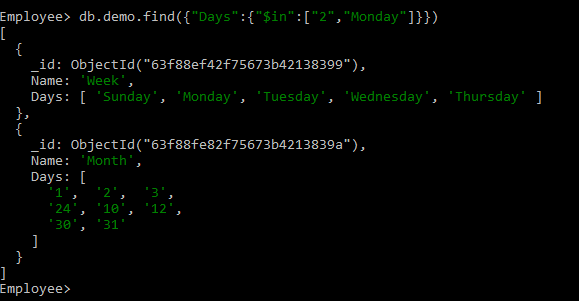 Employee> db.demo.find({"Days":{"$in":["2","Monday"]}})
[
  {
    _id: ObjectId("63f88ef42f75673b42138399"),
    Name: 'Week',
    Days: [ 'Sunday', 'Monday', 'Tuesday', 'Wednesday', 'Thursday' ]
  },
  {
    _id: ObjectId("63f88fe82f75673b4213839a"),
    Name: 'Month',
    Days: [
      '1',  '2',  '3',
      '24', '10', '12',
      '30', '31'
    ]
  }
]
Employee>